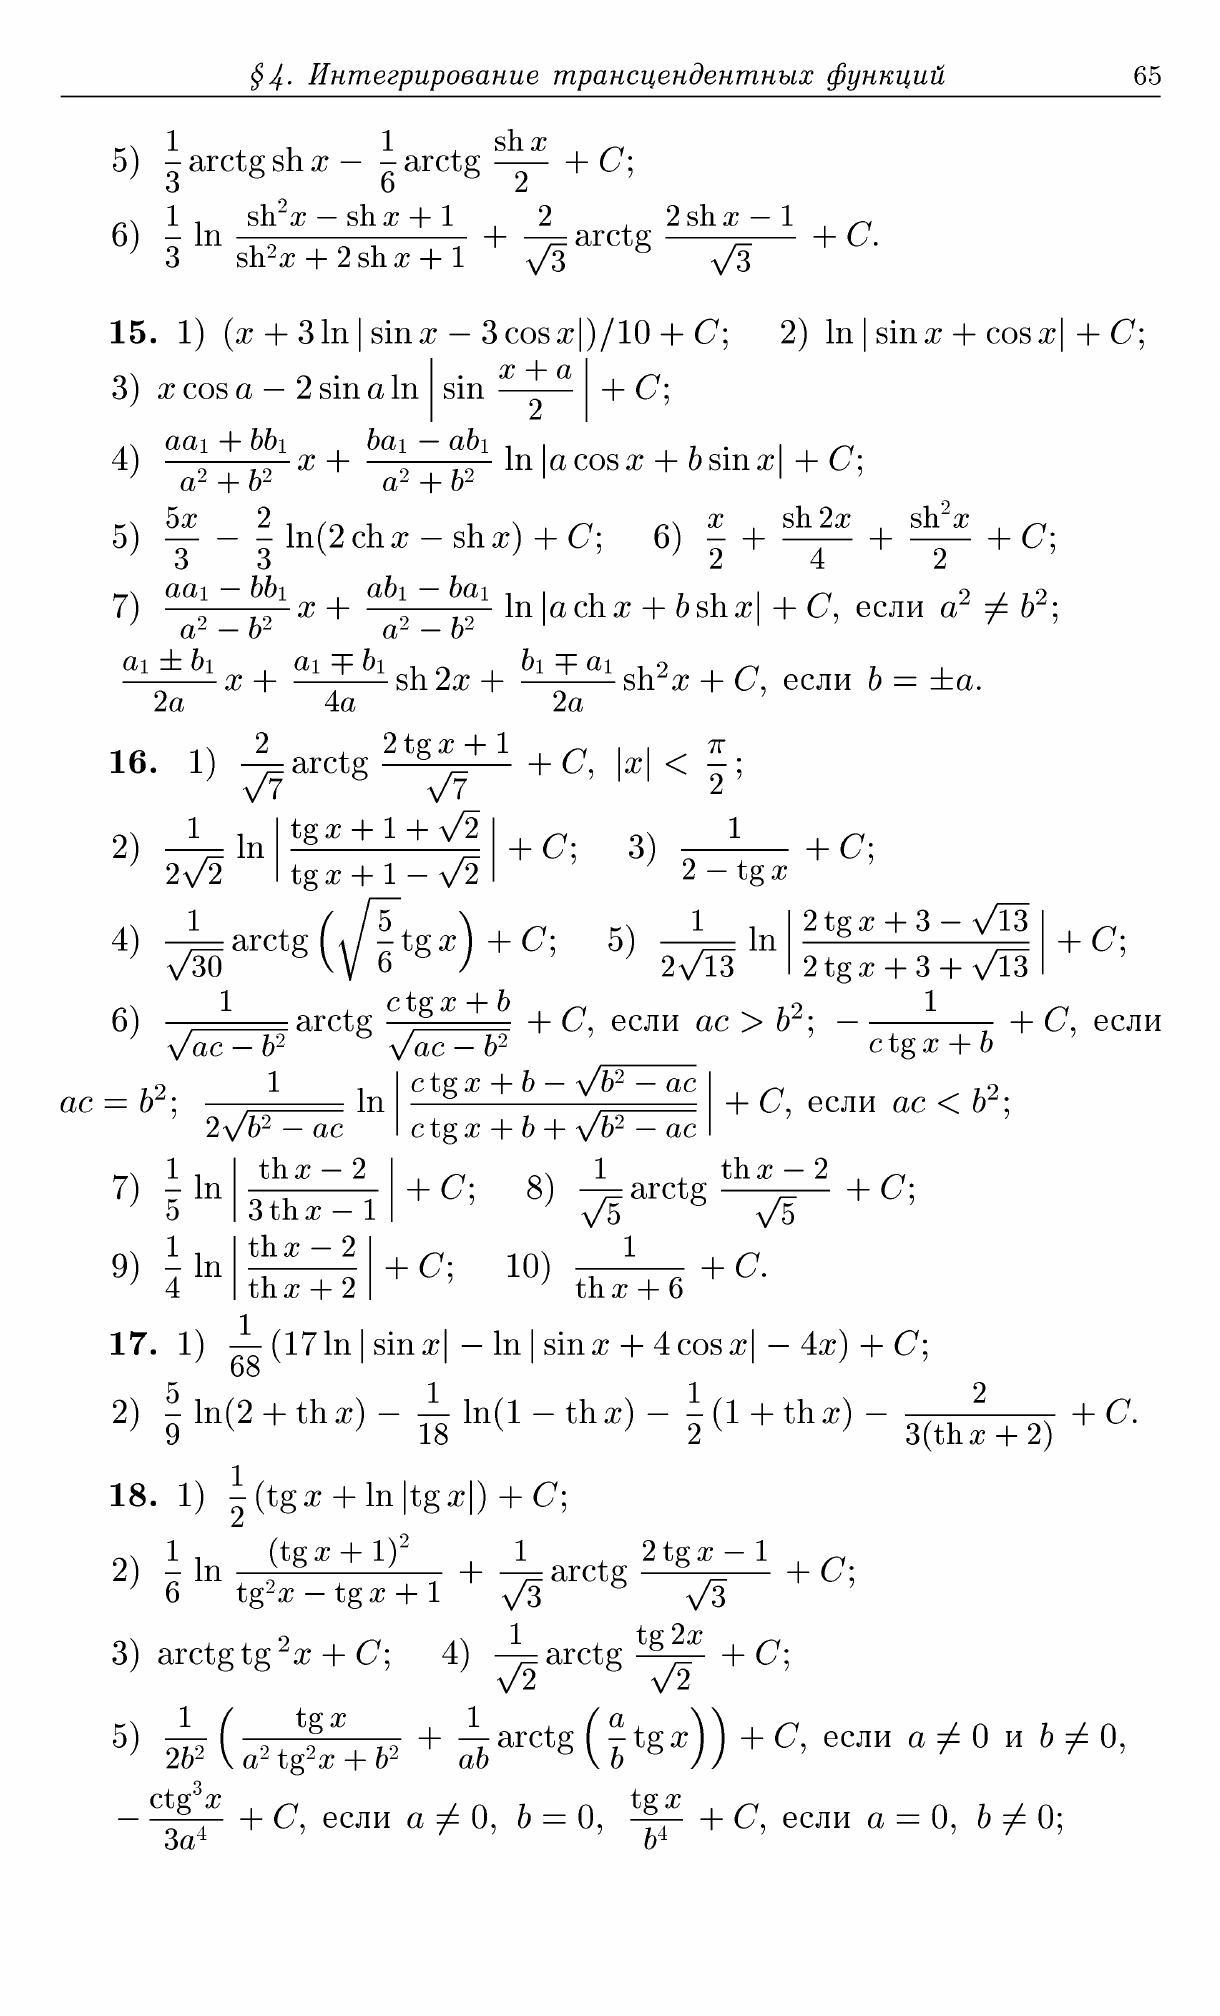 § 4. Интегрирование трансцендентных функций 65
5) $\frac{1}{3}\operatorname{arctg}\operatorname{sh} x - \frac{1}{6}\operatorname{arctg}\frac{\operatorname{sh} x}{2} + C$;
6) $\frac{1}{3}\ln\frac{\operatorname{sh}^2 x - \operatorname{sh} x + 1}{\operatorname{sh}^2 x + 2\operatorname{sh} x + 1} + \frac{2}{\sqrt{3}}\operatorname{arctg}\frac{2\operatorname{sh} x - 1}{\sqrt{3}} + C$.
15. 1) $(x + 3\ln|\sin x - 3\cos x|)/10 + C$; 2) $\ln|\sin x + \cos x| + C$;
3) $x\cos a - 2\sin a\ln\left|\sin\frac{x + a}{2}\right| + C$;
4) $\frac{aa_1 + bb_1}{a^2 + b^2}x + \frac{ba_1 - ab_1}{a^2 + b^2}\ln|a\cos x + b\sin x| + C$;
5) $\frac{5x}{3} - \frac{2}{3}\ln(2\operatorname{ch} x - \operatorname{sh} x) + C$; 6) $\frac{x}{2} + \frac{\operatorname{sh} 2x}{4} + \frac{\operatorname{sh}^2 x}{2} + C$;
7) $\frac{aa_1 - bb_1}{a^2 - b^2}x + \frac{ab_1 - ba_1}{a^2 - b^2}\ln|a\operatorname{ch} x + b\operatorname{sh} x| + C$, если $a^2 \neq b^2$;
$\frac{a_1 \pm b_1}{2a}x + \frac{a_1 \mp b_1}{4a}\operatorname{sh} 2x + \frac{b_1 \mp a_1}{2a}\operatorname{sh}^2 x + C$, если $b = \pm a$.
16. 1) $\frac{2}{\sqrt{7}}\operatorname{arctg}\frac{2\operatorname{tg} x + 1}{\sqrt{7}} + C$, $|x| < \frac{\pi}{2}$;
2) $\frac{1}{2\sqrt{2}}\ln\left|\frac{\operatorname{tg} x + 1 + \sqrt{2}}{\operatorname{tg} x + 1 - \sqrt{2}}\right| + C$; 3) $\frac{1}{2 - \operatorname{tg} x} + C$;
4) $\frac{1}{\sqrt{30}}\operatorname{arctg}\left(\sqrt{\frac{5}{6}}\operatorname{tg} x\right) + C$; 5) $\frac{1}{2\sqrt{13}}\ln\left|\frac{2\operatorname{tg} x + 3 - \sqrt{13}}{2\operatorname{tg} x + 3 + \sqrt{13}}\right| + C$;
6) $\frac{1}{\sqrt{ac - b^2}}\operatorname{arctg}\frac{c\operatorname{tg} x + b}{\sqrt{ac - b^2}} + C$, если $ac > b^2$; $-\frac{1}{c\operatorname{tg} x + b} + C$, если
$ac = b^2$; $\frac{1}{2\sqrt{b^2 - ac}}\ln\left|\frac{c\operatorname{tg} x + b - \sqrt{b^2 - ac}}{c\operatorname{tg} x + b + \sqrt{b^2 - ac}}\right| + C$, если $ac < b^2$;
7) $\frac{1}{5}\ln\left|\frac{\operatorname{th} x - 2}{3\operatorname{th} x - 1}\right| + C$; 8) $\frac{1}{\sqrt{5}}\operatorname{arctg}\frac{\operatorname{th} x - 2}{\sqrt{5}} + C$;
9) $\frac{1}{4}\ln\left|\frac{\operatorname{th} x - 2}{\operatorname{th} x + 2}\right| + C$; 10) $\frac{1}{\operatorname{th} x + 6} + C$.
17. 1) $\frac{1}{68}(17\ln|\sin x| - \ln|\sin x + 4\cos x| - 4x) + C$;
2) $\frac{5}{9}\ln(2 + \operatorname{th} x) - \frac{1}{18}\ln(1 - \operatorname{th} x) - \frac{1}{2}(1 + \operatorname{th} x) - \frac{2}{3(\operatorname{th} x + 2)} + C$.
18. 1) $\frac{1}{2}(\operatorname{tg} x + \ln|\operatorname{tg} x|) + C$;
2) $\frac{1}{6}\ln\frac{(\operatorname{tg} x + 1)^2}{\operatorname{tg}^2 x - \operatorname{tg} x + 1} + \frac{1}{\sqrt{3}}\operatorname{arctg}\frac{2\operatorname{tg} x - 1}{\sqrt{3}} + C$;
3) $\operatorname{arctg}\operatorname{tg}^2 x + C$; 4) $\frac{1}{\sqrt{2}}\operatorname{arctg}\frac{\operatorname{tg} 2x}{\sqrt{2}} + C$;
5) $\frac{1}{2b^2}\left(\frac{\operatorname{tg} x}{a^2\operatorname{tg}^2 x + b^2} + \frac{1}{ab}\operatorname{arctg}\left(\frac{a}{b}\operatorname{tg} x\right)\right) + C$, если $a \neq 0$ и $b \neq 0$,
$-\frac{\operatorname{ctg}^3 x}{3a^4} + C$, если $a \neq 0$, $b = 0$, $\frac{\operatorname{tg} x}{b^4} + C$, если $a = 0$, $b \neq 0$;